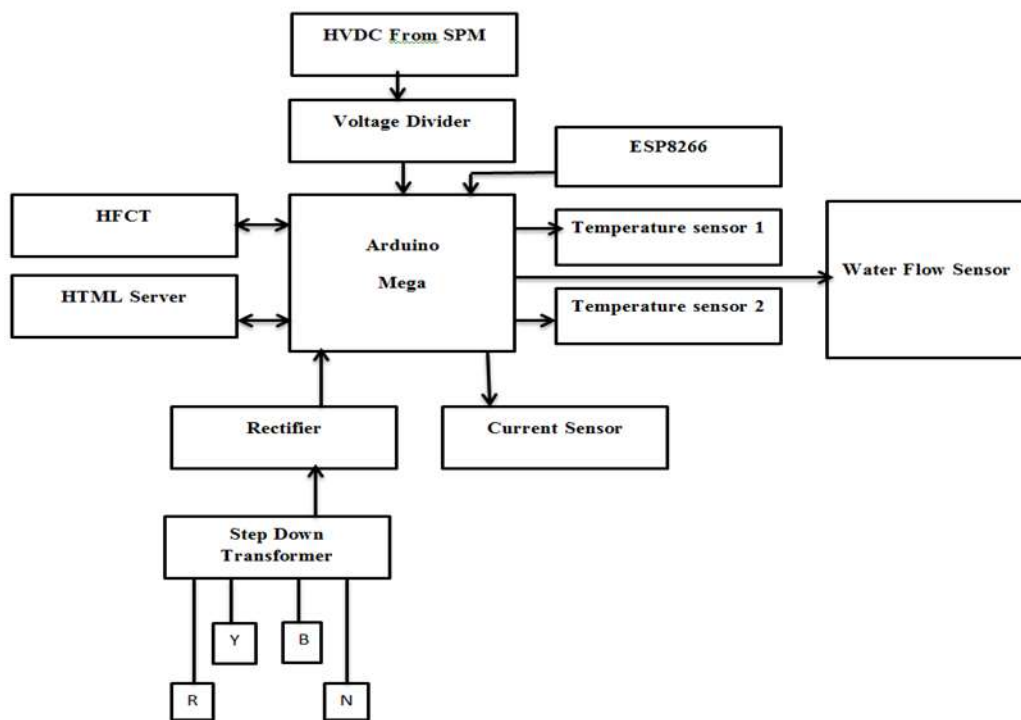 HVDC From SPM
Voltage Divider
ESP8266
HFCT
Arduino
Mega
Temperature sensor 1
Water Flow Sensor
HTML Server
Temperature sensor 2
Rectifier
Current Sensor
Step Down
Transformer
Y
B
R
N